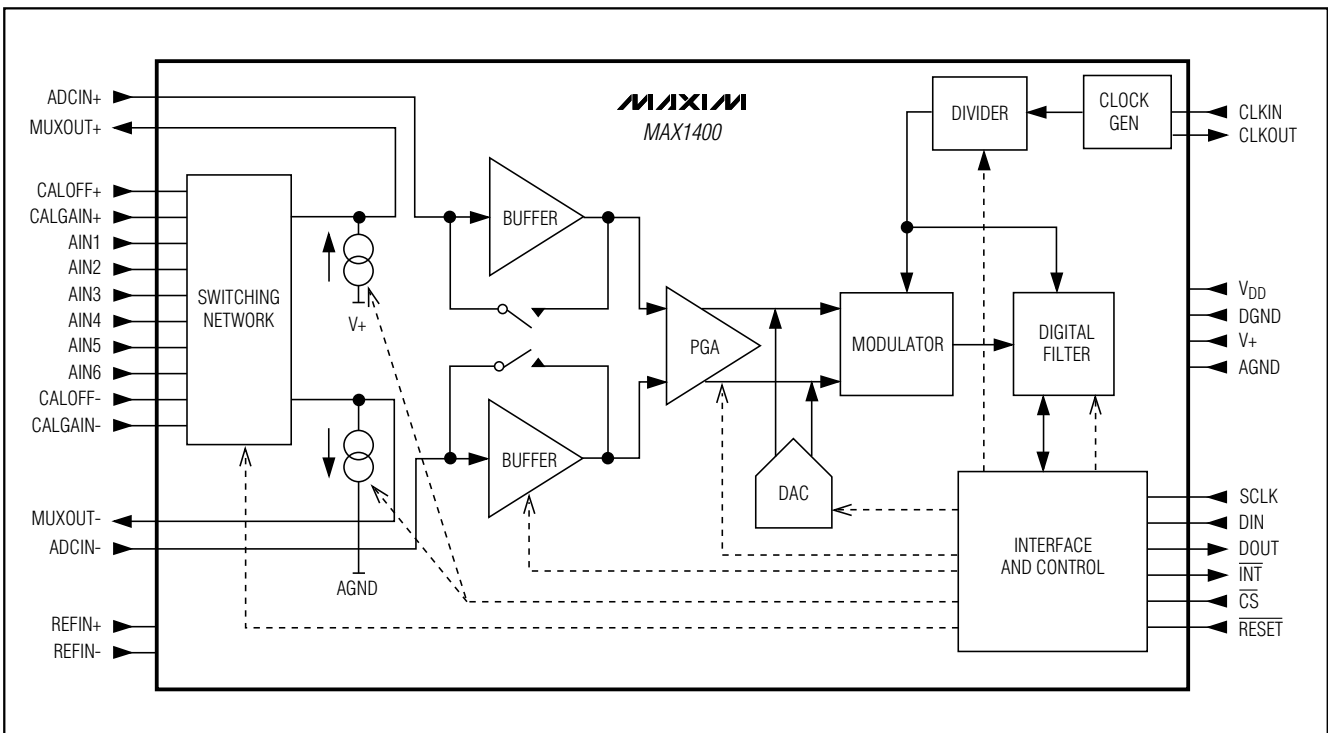 MAXIM
MAX1400
ADCIN+
MUXOUT+
CALOFF+
CALGAIN+
AIN1
AIN2
AIN3
AIN4
AIN5
AIN6
CALOFF-
CALGAIN-
MUXOUT-
ADCIN-
REFIN+
REFIN-
SWITCHING
NETWORK
V+
AGND
BUFFER
BUFFER
PGA
DAC
MODULATOR
DIVIDER
CLOCK
GEN
DIGITAL
FILTER
INTERFACE
AND CONTROL
CLKIN
CLKOUT
VDD
DGND
V+
AGND
SCLK
DIN
DOUT
INT
CS
RESET